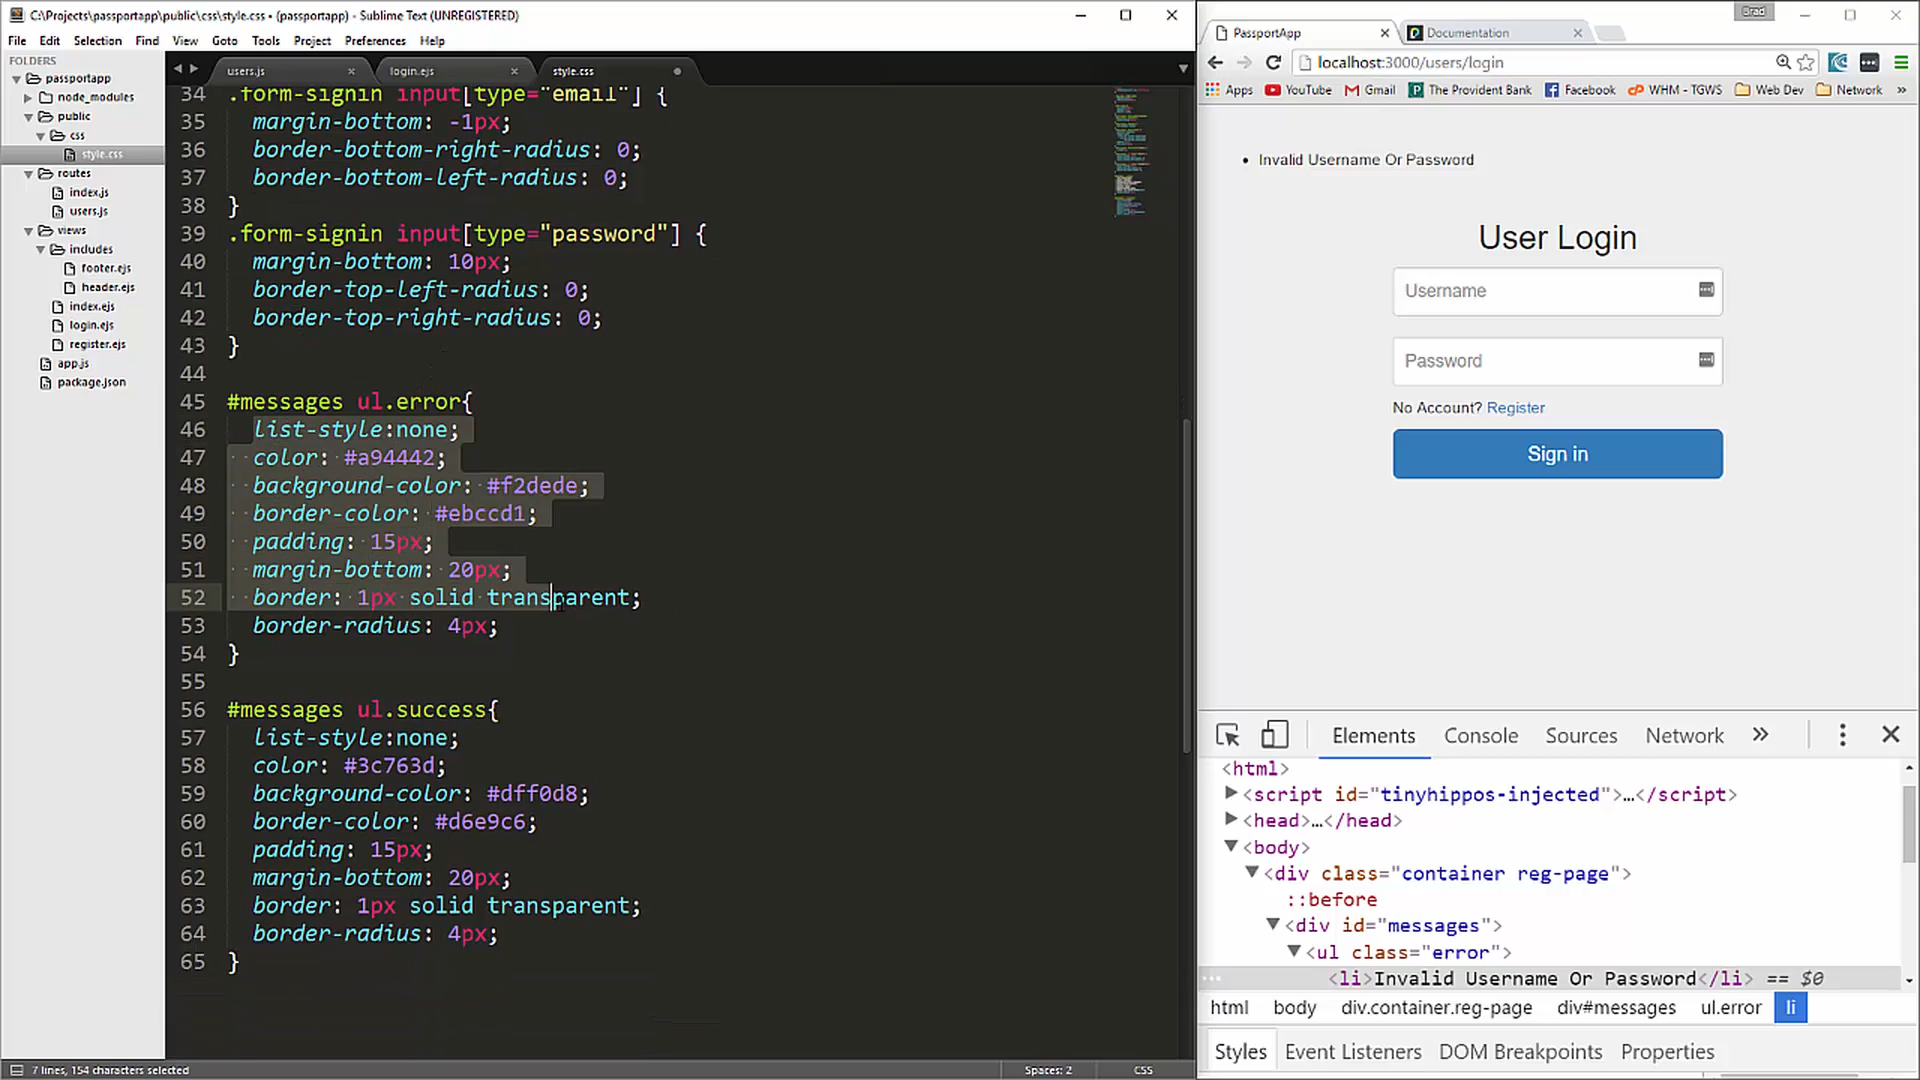 C:\Projects\passportapp\public\css\style.css • (passportapp) - Sublime Text (UNREGISTERED)
File Edit Selection Find View Goto Tools Project Preferences Help
FOLDERS
passportapp
node_modules
public
css
style.css
routes
index.js
users.js
views
includes
footer.ejs
header.ejs
index.ejs
login.ejs
register.ejs
app.js
package.json
users.js login.ejs style.css
34 .form-signin input[type="email"] {
35 margin-bottom: -1px;
36 border-bottom-right-radius: 0;
37 border-bottom-left-radius: 0;
38 }
39 .form-signin input[type="password"] {
40 margin-bottom: 10px;
41 border-top-left-radius: 0;
42 border-top-right-radius: 0;
43 }
44
45 #messages ul.error{
46 list-style:none;
47 color: #a94442;
48 background-color: #f2dede;
49 border-color: #ebccd1;
50 padding: 15px;
51 margin-bottom: 20px;
52 border: 1px solid transparent;
53 border-radius: 4px;
54 }
55
56 #messages ul.success{
57 list-style:none;
58 color: #3c763d;
59 background-color: #dff0d8;
60 border-color: #d6e9c6;
61 padding: 15px;
62 margin-bottom: 20px;
63 border: 1px solid transparent;
64 border-radius: 4px;
65 }
7 lines, 154 characters selected Spaces: 2 CSS
Brad
PassportApp Documentation
localhost:3000/users/login
Apps YouTube Gmail The Provident Bank Facebook WHM - TGWS Web Dev Network »
• Invalid Username Or Password
User Login
Username
Password
No Account? Register
Sign in
Elements Console Sources Network »
<html>
<script id="tinyhippos-injected">…</script>
<head>…</head>
<body>
<div class="container reg-page">
::before
<div id="messages">
<ul class="error">
... <li>Invalid Username Or Password</li> == $0
html body div.container.reg-page div#messages ul.error li
Styles Event Listeners DOM Breakpoints Properties